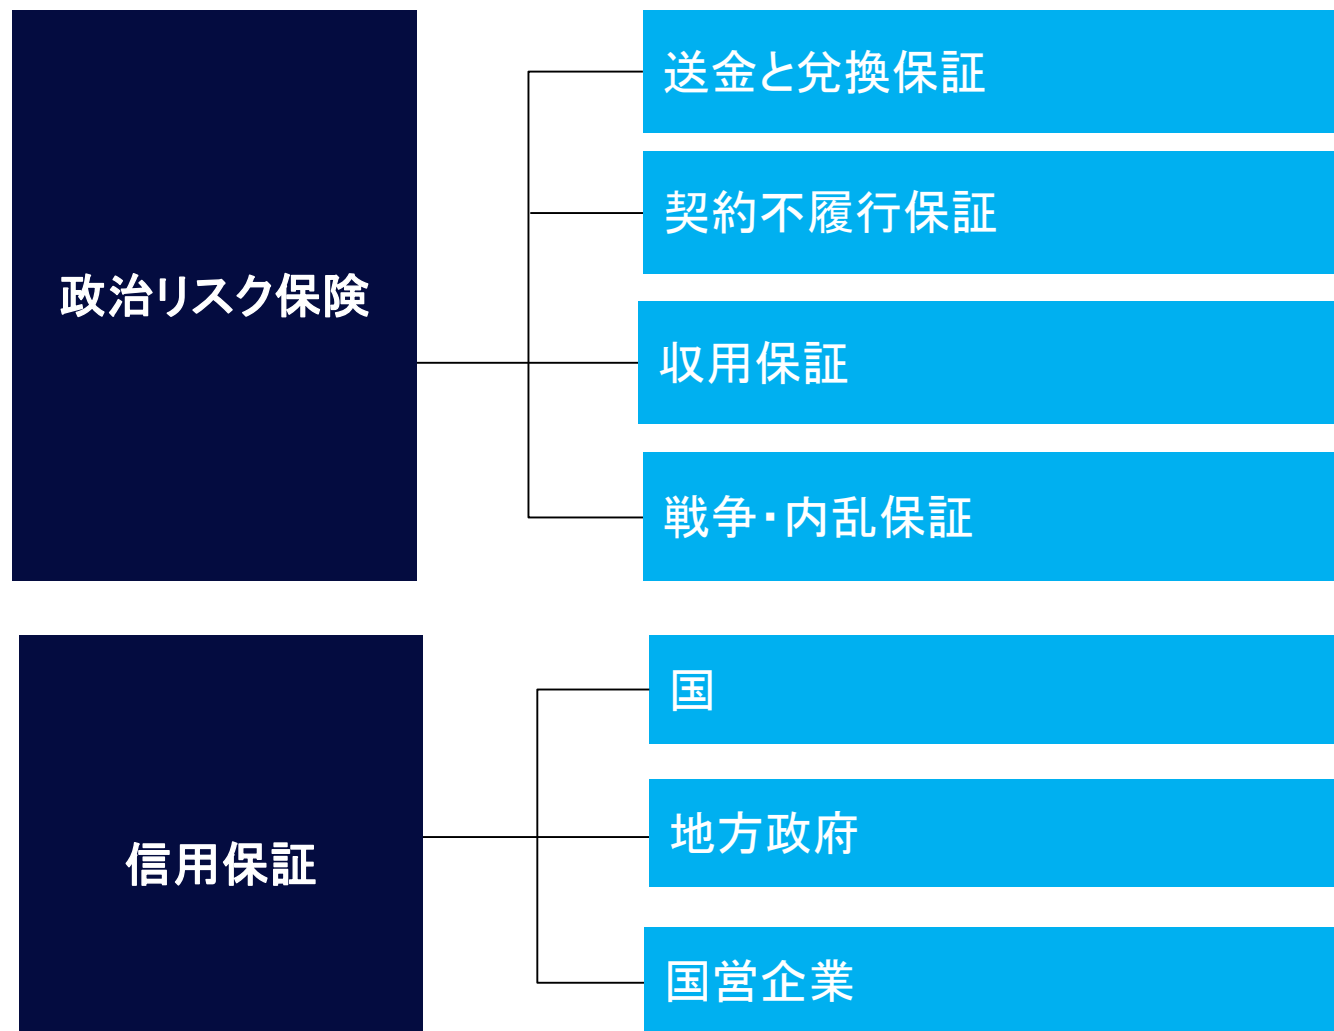 政治リスク保険
送金と兌換保証
契約不履行保証
収用保証
戦争・内乱保証
信用保証
国
地方政府
国営企業